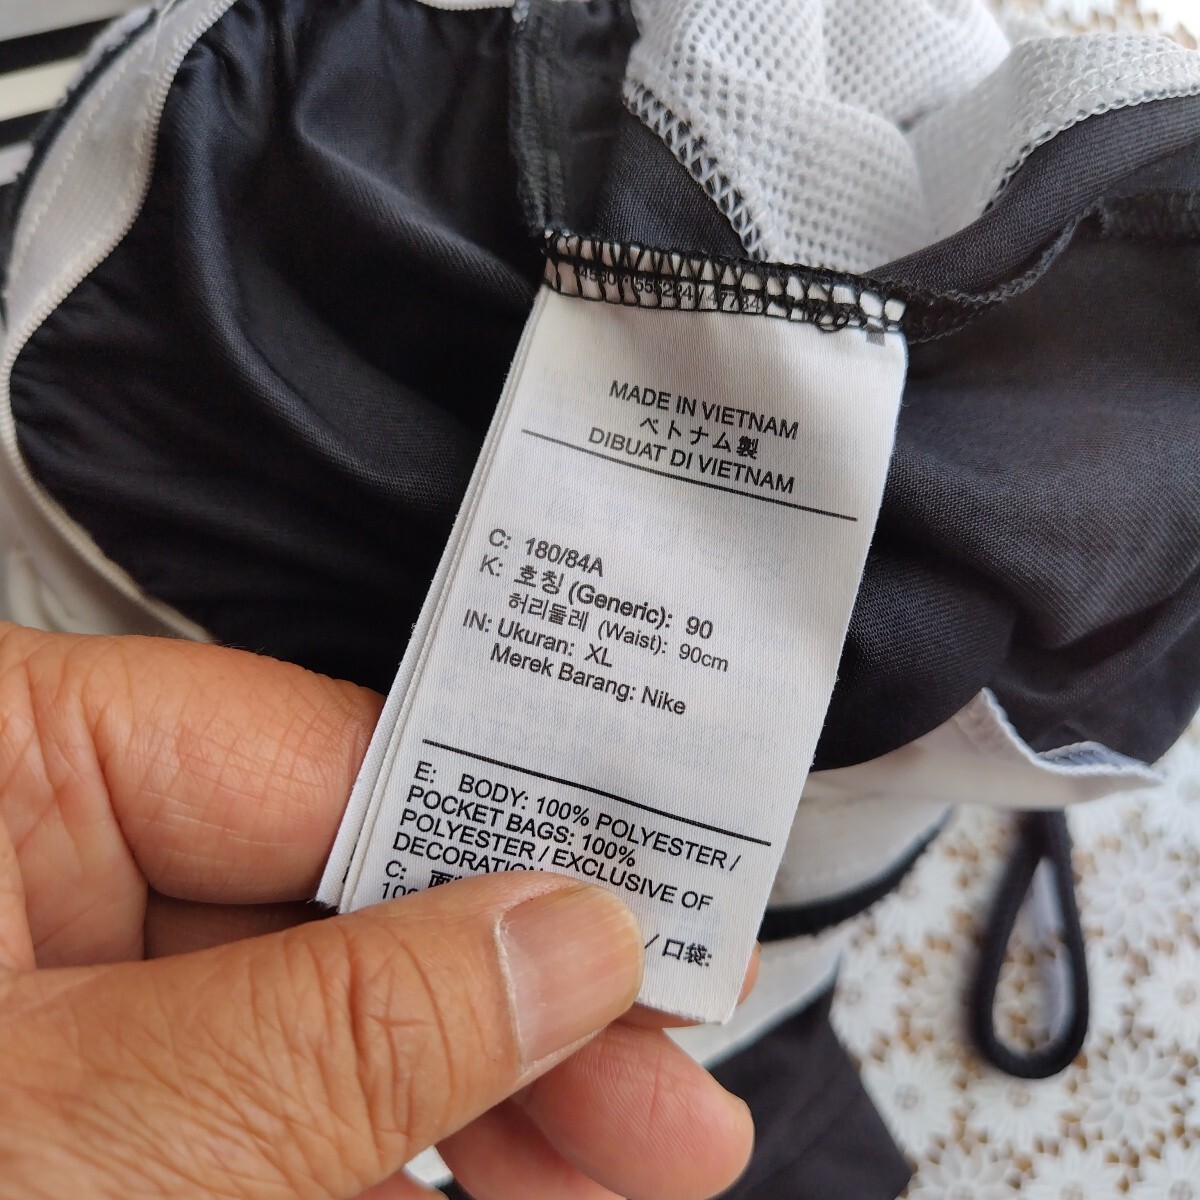 MADE IN VIETNAM
ベトナム製
DIBUAT DI VIETNAM
C: 180/84A
K: 호칭 (Generic): 90
허리둘레 (Waist): 90cm
IN: Ukuran: XL
Merek Barang: Nike
E: BODY: 100% POLYESTER /
POCKET BAGS: 100%
POLYESTER / EXCLUSIVE OF
DECORATION
C: / 口袋: